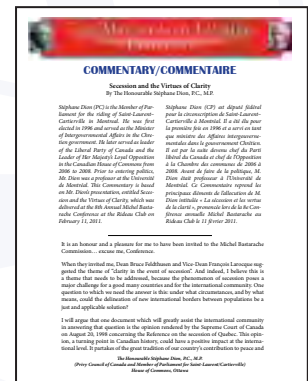 COMMENTARY/COMMENTAIRE
Secession and the Virtues of Clarity
By The Honourable Stéphane Dion, P.C., M.P.
Stéphane Dion (PC) is the Member of Par-
liament for the riding of Saint-Laurent–
Cartierville in Montreal. He was first
elected in 1996 and served as the Minister
of Intergovernmental Affairs in the Chre-
tien government. He later served as leader
of the Liberal Party of Canada and the
Leader of Her Majesty's Loyal Opposition
in the Canadian House of Commons from
2006 to 2008. Prior to entering politics,
Mr. Dion was a professor at the Université
de Montréal. This Commentary is based
on Mr. Dion's presentation, entitled Seces-
sion and the Virtues of Clarity, which was
delivered at the 8th Annual Michel Basta-
rache Conference at the Rideau Club on
February 11, 2011.
Stéphane Dion (CP) est député fédéral
pour la circonscription de Saint-Laurent–
Cartierville à Montréal. Il a été élu pour
la première fois en 1996 et a servi en tant
que ministre des Affaires intergouverne-
mentales dans le gouvernement Chrétien.
Il est par la suite devenu chef du Parti
libéral du Canada et chef de l'Opposition
à la Chambre des communes de 2006 à
2008. Avant de faire de la politique, M.
Dion était professeur à l'Université de
Montréal. Ce Commentaire reprend les
principaux éléments de l'allocution de M.
Dion intitulée « La sécession et les vertus
de la clarté », prononcée lors de la 8e Con-
férence annuelle Michel Bastarache au
Rideau Club le 11 février 2011.
It is an honour and a pleasure for me to have been invited to the Michel Bastarache
Commission… excuse me, Conference.
When they invited me, Dean Bruce Feldthusen and Vice-Dean François Larocque sug-
gested the theme of "clarity in the event of secession". And indeed, I believe this is
a theme that needs to be addressed, because the phenomenon of secession poses a
major challenge for a good many countries and for the international community. One
question to which we need the answer is this: under what circumstances, and by what
means, could the delineation of new international borders between populations be a
just and applicable solution?
I will argue that one document which will greatly assist the international community
in answering that question is the opinion rendered by the Supreme Court of Canada
on August 20, 1998 concerning the Reference on the secession of Quebec. This opin-
ion, a turning point in Canadian history, could have a positive impact at the interna-
tional level. It partakes of the great tradition of our country's contribution to peace and
The Honourable Stéphane Dion, P.C., M.P.
(Privy Council of Canada and Member of Parliament for Saint-Laurent/Cartierville)
House of Commons, Ottawa